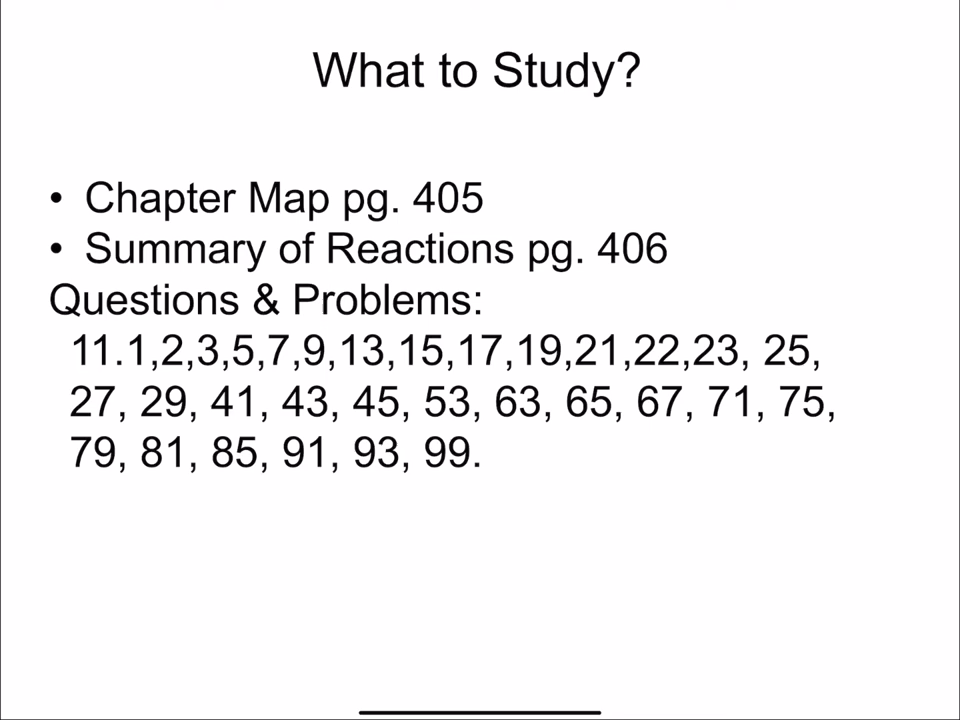 What to Study?
• Chapter Map pg. 405
• Summary of Reactions pg. 406
Questions & Problems:
11.1,2,3,5,7,9,13,15,17,19,21,22,23, 25,
27, 29, 41, 43, 45, 53, 63, 65, 67, 71, 75,
79, 81, 85, 91, 93, 99.